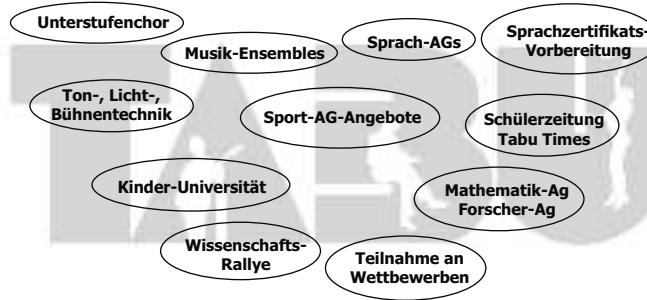 Unterstufenchor
Musik-Ensembles
Sprach-AGs
Sprachzertifikats-
Vorbereitung
Ton-, Licht-,
Bühnentechnik
Sport-AG-Angebote
Schülerzeitung
Tabu Times
Kinder-Universität
Mathematik-Ag
Forscher-Ag
Wissenschafts-
Rallye
Teilnahme an
Wettbewerben
TABU